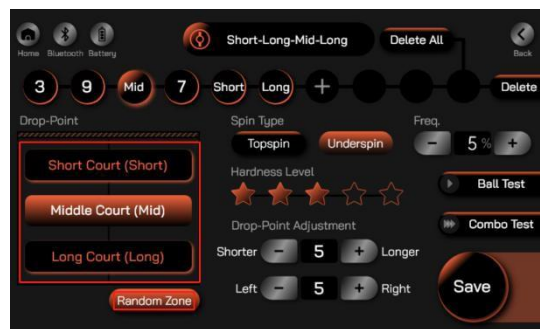 Home Bluetooth Battery
Short-Long-Mid-Long
Delete All
Back
3 9 Mid 7 Short Long + Delete
Drop-Point
Spin Type
Freq.
Topspin Underspin
- 5 % +
Short Court (Short)
Hardness Level
Ball Test
Middle Court (Mid)
Drop-Point Adjustment
Combo Test
Shorter - 5 + Longer
Long Court (Long)
Left - 5 + Right
Save
Random Zone